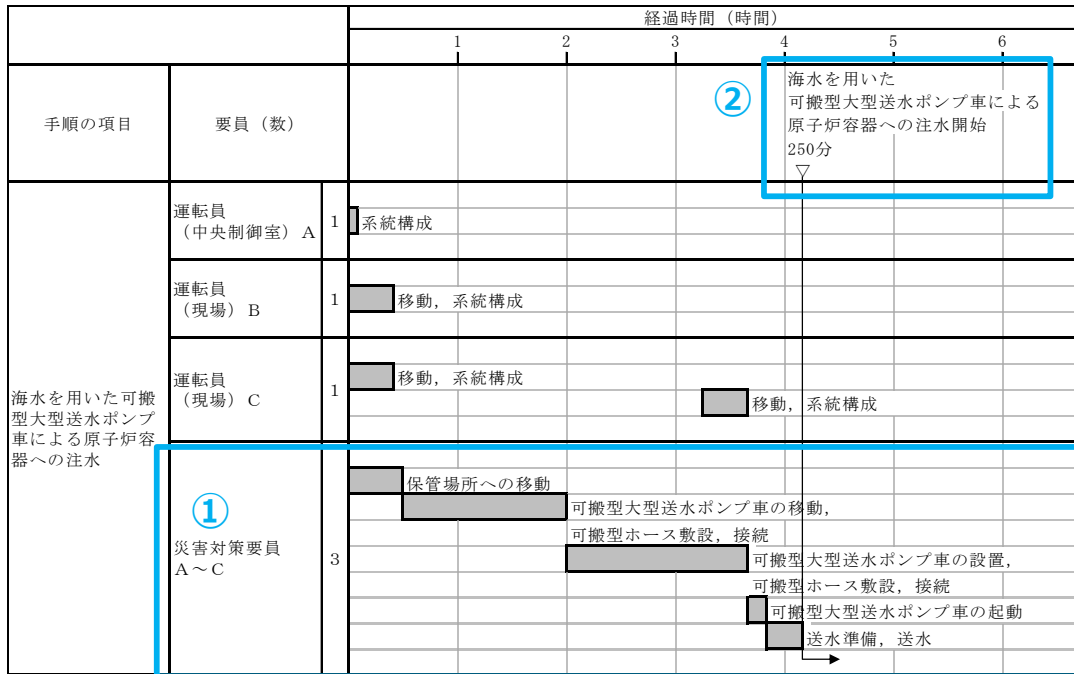 経過時間（時間）
1 2 3 4 5 6
手順の項目
要員（数）
②
海水を用いた
可搬型大型送水ポンプ車による
原子炉容器への注水開始
250分
▽
海水を用いた可搬
型大型送水ポンプ
車による原子炉容
器への注水
運転員
（中央制御室）A
1
系統構成
運転員
（現場）B
1
移動，系統構成
運転員
（現場）C
1
移動，系統構成
移動，系統構成
①
災害対策要員
A～C
3
保管場所への移動
可搬型大型送水ポンプ車の移動，
可搬型ホース敷設，接続
可搬型大型送水ポンプ車の設置，
可搬型ホース敷設，接続
可搬型大型送水ポンプ車の起動
送水準備，送水